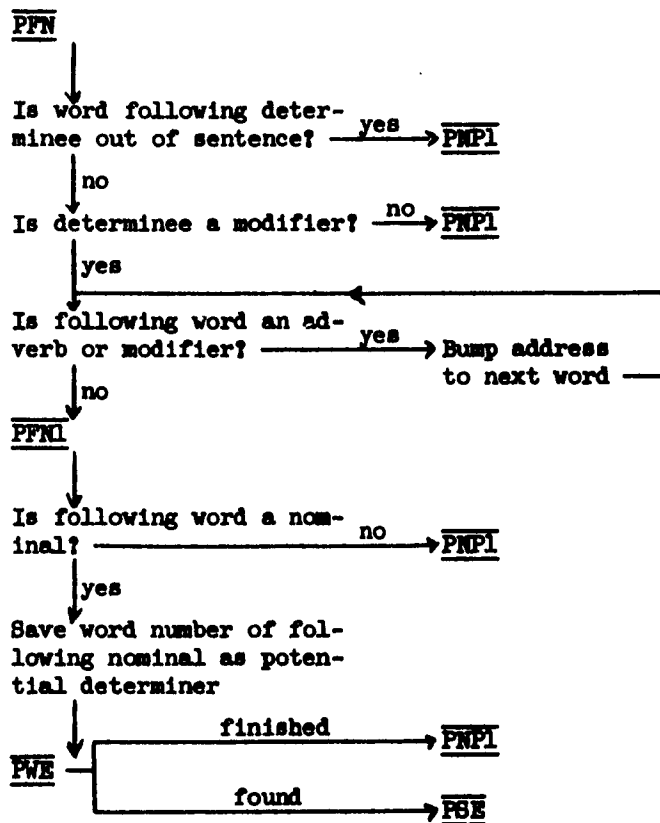 PFN
Is word following deter-
minee out of sentence? yes PNP1
no
Is determinee a modifier? no PNP1
yes
Is following word an ad-
verb or modifier? yes Bump address
to next word
no
PFN1
Is following word a nom-
inal? no PNP1
yes
Save word number of fol-
lowing nominal as poten-
tial determiner
finished PNP1
PWE
found PSE